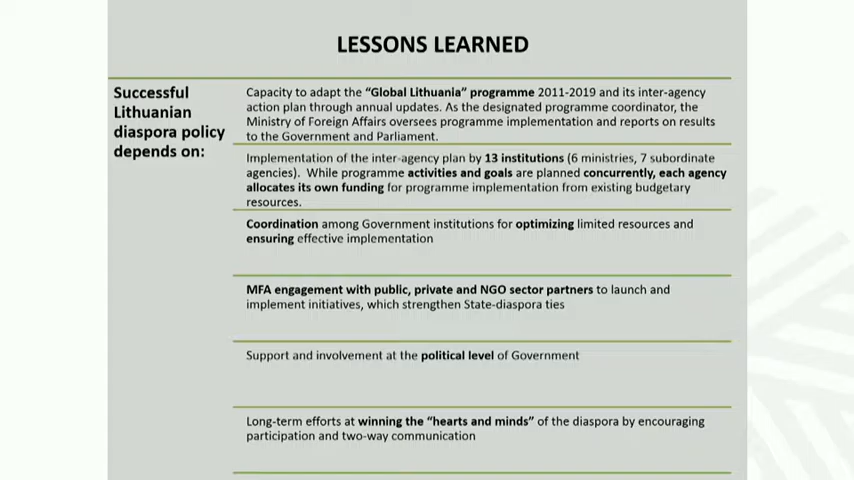 LESSONS LEARNED
Successful
Lithuanian
diaspora policy
depends on:
Capacity to adapt the “Global Lithuania” programme 2011-2019 and its inter-agency
action plan through annual updates. As the designated programme coordinator, the
Ministry of Foreign Affairs oversees programme implementation and reports on results
to the Government and Parliament.
Implementation of the inter-agency plan by 13 institutions (6 ministries, 7 subordinate
agencies). While programme activities and goals are planned concurrently, each agency
allocates its own funding for programme implementation from existing budgetary
resources.
Coordination among Government institutions for optimizing limited resources and
ensuring effective implementation
MFA engagement with public, private and NGO sector partners to launch and
implement initiatives, which strengthen State-diaspora ties
Support and involvement at the political level of Government
Long-term efforts at winning the “hearts and minds” of the diaspora by encouraging
participation and two-way communication